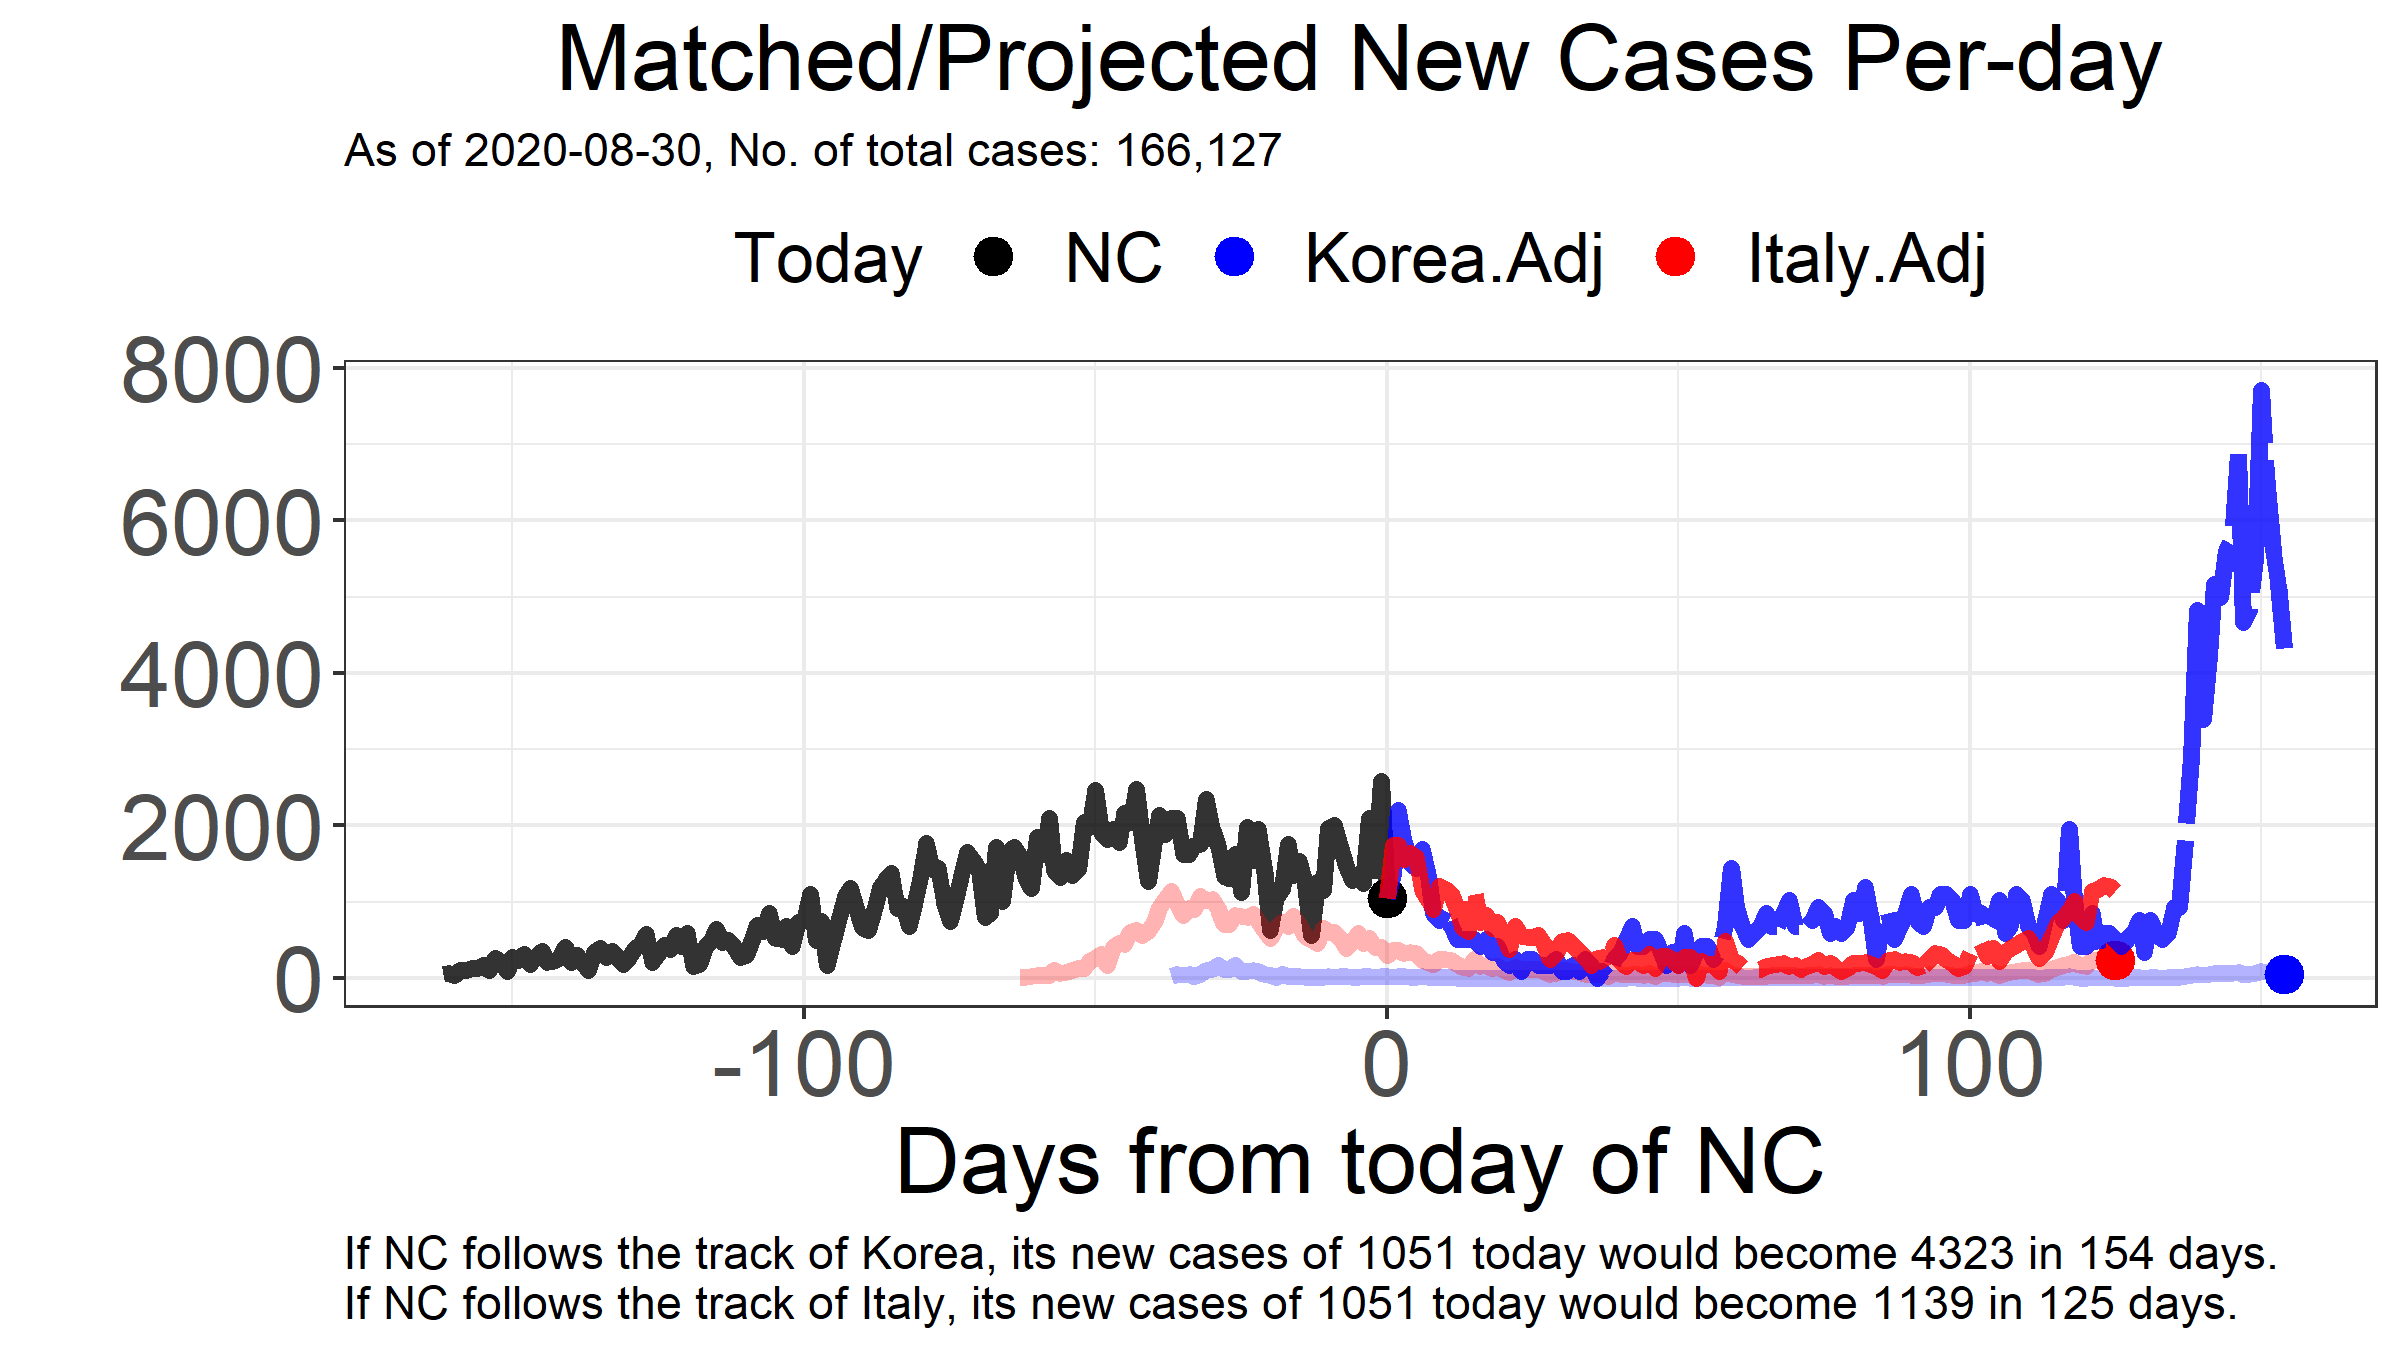 Matched/Projected New Cases Per-day
As of 2020-08-30, No. of total cases: 166,127
Today NC Korea.Adj Italy.Adj
8000
6000
4000
2000
0
-100 0 100
Days from today of NC
If NC follows the track of Korea, its new cases of 1051 today would become 4323 in 154 days.
If NC follows the track of Italy, its new cases of 1051 today would become 1139 in 125 days.